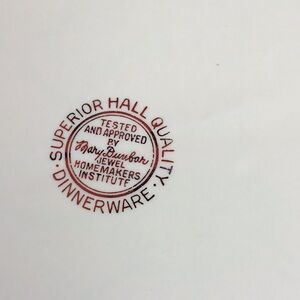 · SUPERIOR HALL QUALITY ·
DINNERWARE
TESTED
AND APPROVED
BY
Mary Dunbar
JEWEL
HOMEMAKERS
INSTITUTE